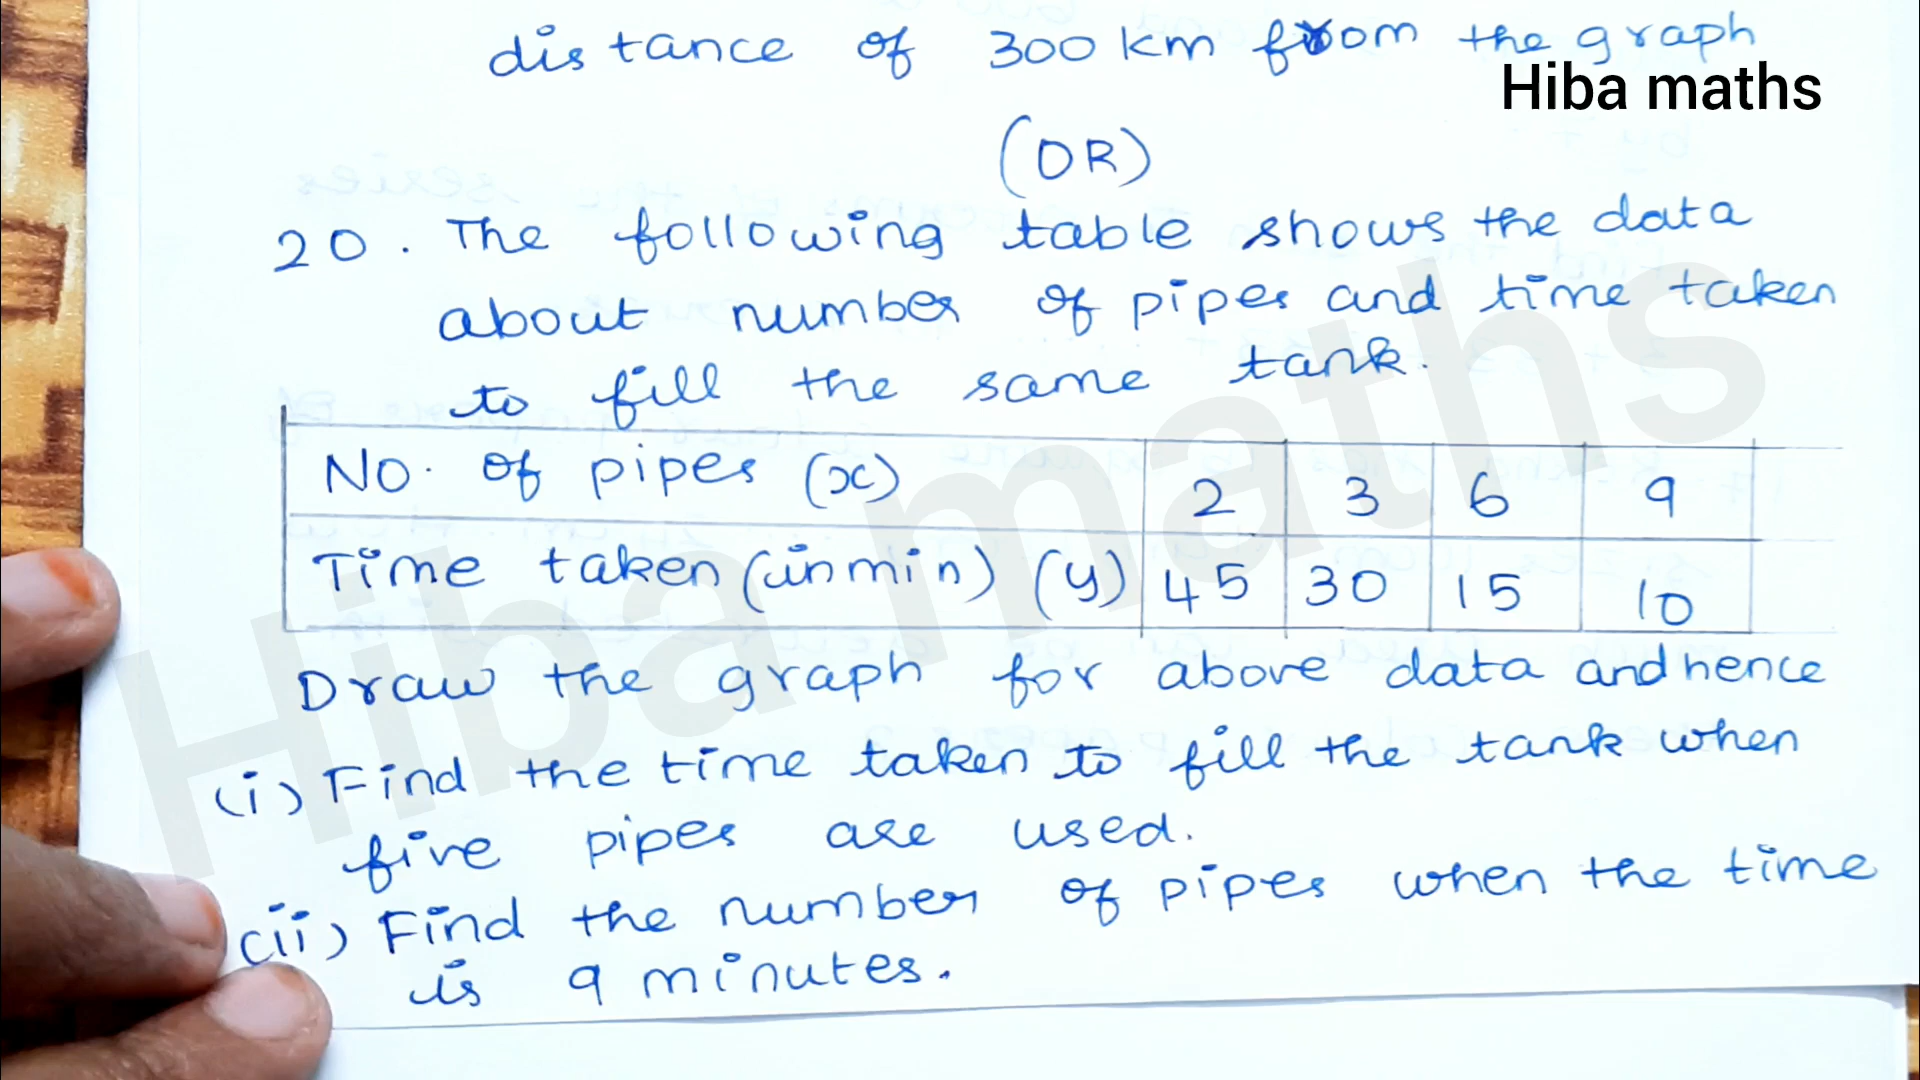 distance of 300 km from the graph
Hiba maths
(OR)
20. The following table shows the data
about number of pipes and time taken
to fill the same tank.
No. of pipes (x) 2 3 6 9
Time taken (in min) (y) 45 30 15 10
Draw the graph for above data and hence
(i) Find the time taken to fill the tank when
five pipes are used.
(ii) Find the number of pipes when the time
is 9 minutes.
Hiba maths